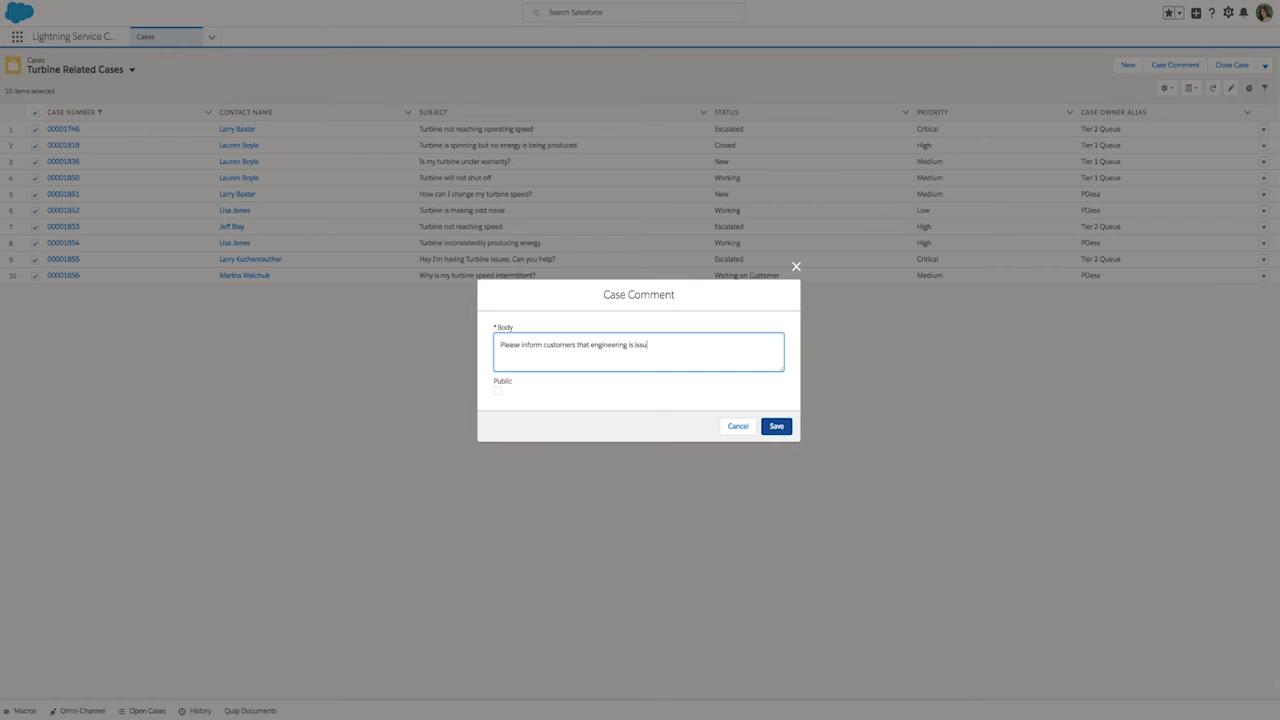 Search Salesforce
Lightning Service C...
Cases
Cases
Turbine Related Cases
New Case Comment Close Case
10 items selected
CASE NUMBER CONTACT NAME SUBJECT STATUS PRIORITY CASE OWNER ALIAS
1 00001746 Larry Baxter Turbine not reaching operating speed Escalated Critical Tier 2 Queue
2 00001818 Lauren Boyle Turbine is spinning but no energy is being produced Closed High Tier 1 Queue
3 00001836 Lauren Boyle Is my turbine under warranty? New Medium Tier 1 Queue
4 00001850 Lauren Boyle Turbine will not shut off Working Medium Tier 1 Queue
5 00001851 Larry Baxter How can I change my turbine speed? New Medium PDesa
6 00001852 Lisa Jones Turbine is making odd noise Working Low PDesa
7 00001853 Jeff Blay Turbine not reaching speed Escalated High Tier 2 Queue
8 00001854 Lisa Jones Turbine inconsistently producing energy Working High PDesa
9 00001855 Larry Kuchenreuther Hey I'm having Turbine issues. Can you help? Escalated Critical Tier 2 Queue
10 00001856 Martha Walchuk Why is my turbine speed intermittent? Waiting on Customer Medium PDesa
Case Comment
* Body
Please inform customers that engineering is issu
Public
Cancel Save
Macros Omni-Channel Open Cases History Quip Documents